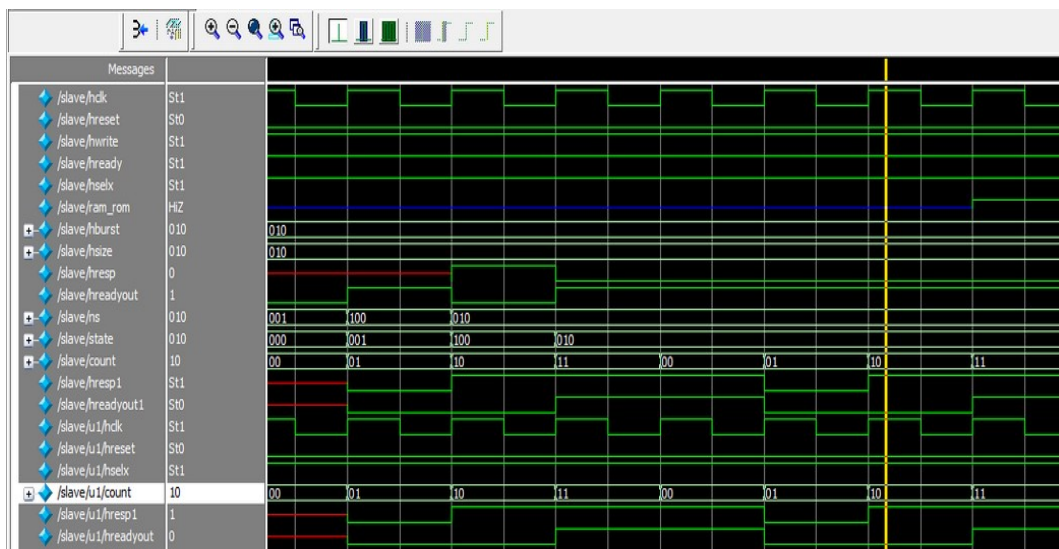 Messages
/slave/hclk St1
/slave/hreset St0
/slave/hwrite St1
/slave/hready St1
/slave/hselx St1
/slave/ram_rom HiZ
/slave/hburst 010 010
/slave/hsize 010 010
/slave/hresp 0
/slave/hreadyout 1
/slave/ns 010 001 100 010
/slave/state 010 000 001 100 010
/slave/count 10 00 01 10 11 00 01 10 11
/slave/hresp1 St1
/slave/hreadyout1 St0
/slave/u1/hclk St1
/slave/u1/hreset St0
/slave/u1/hselx St1
/slave/u1/count 10 00 01 10 11 00 01 10 11
/slave/u1/hresp1 1
/slave/u1/hreadyout 0